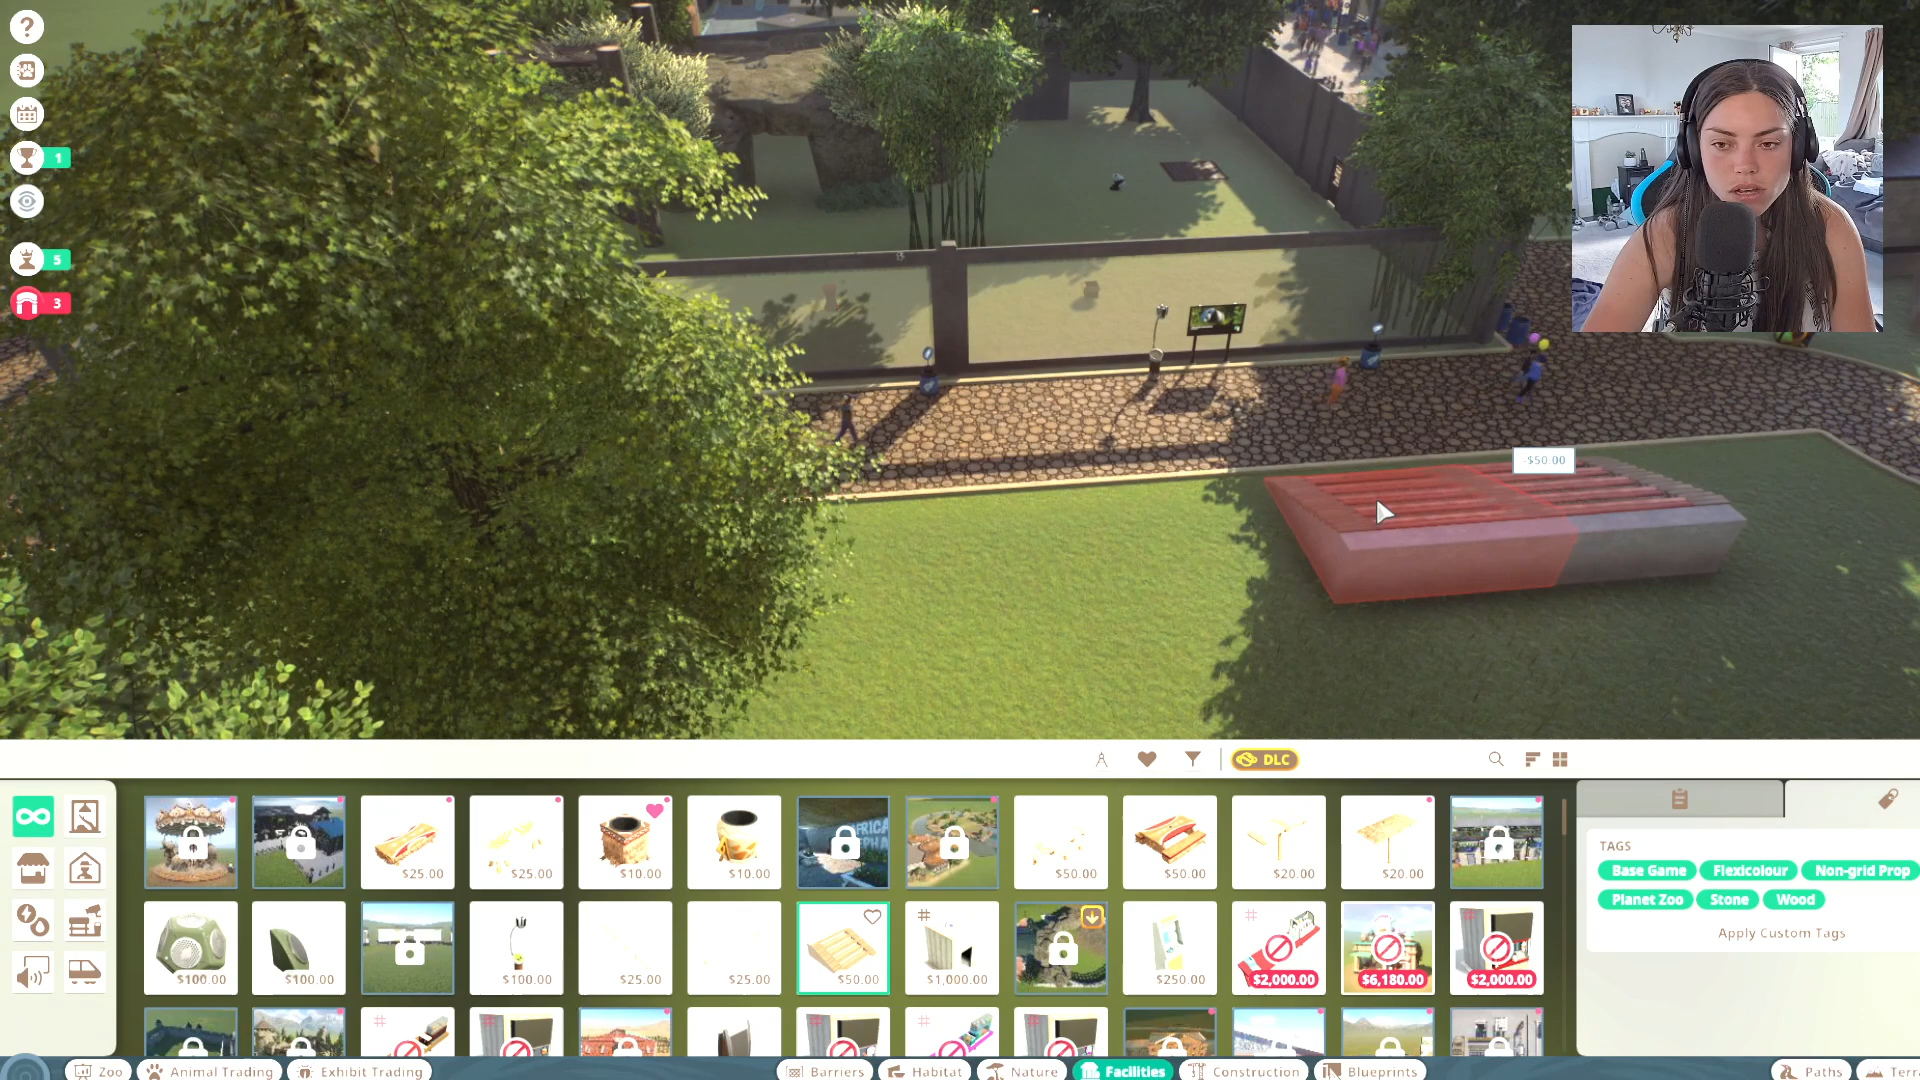 ?
1
5
3
-$50.00
DLC
$25.00
$25.00
$10.00
$10.00
AFRICA
$50.00
$50.00
$20.00
$20.00
$100.00
$100.00
$100.00
$25.00
$25.00
$50.00
$1,000.00
$250.00
$2,000.00
$6,180.00
$2,000.00
TAGS
Base Game
Flexicolour
Non-grid Prop
Planet Zoo
Stone
Wood
Apply Custom Tags
Zoo
Animal Trading
Exhibit Trading
Barriers
Habitat
Nature
Facilities
Construction
Blueprints
Paths
Terr